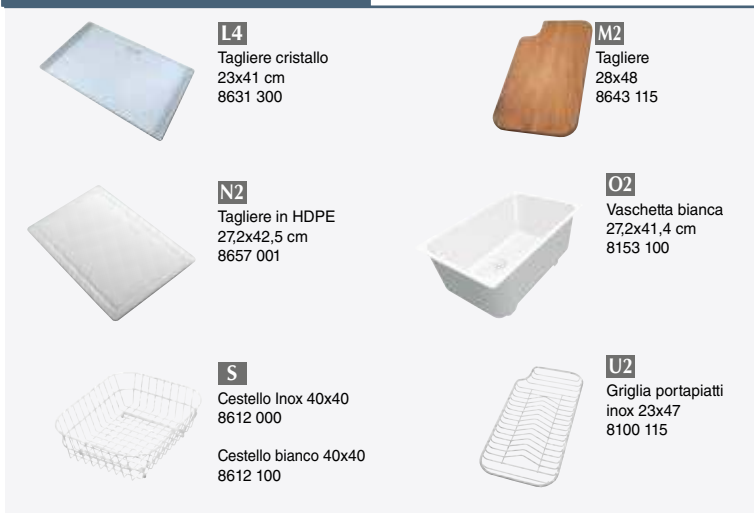 L4
Tagliere cristallo
23x41 cm
8631 300
M2
Tagliere
28x48
8643 115
N2
Tagliere in HDPE
27,2x42,5 cm
8657 001
O2
Vaschetta bianca
27,2x41,4 cm
8153 100
S
Cestello Inox 40x40
8612 000
Cestello bianco 40x40
8612 100
U2
Griglia portapiatti
inox 23x47
8100 115